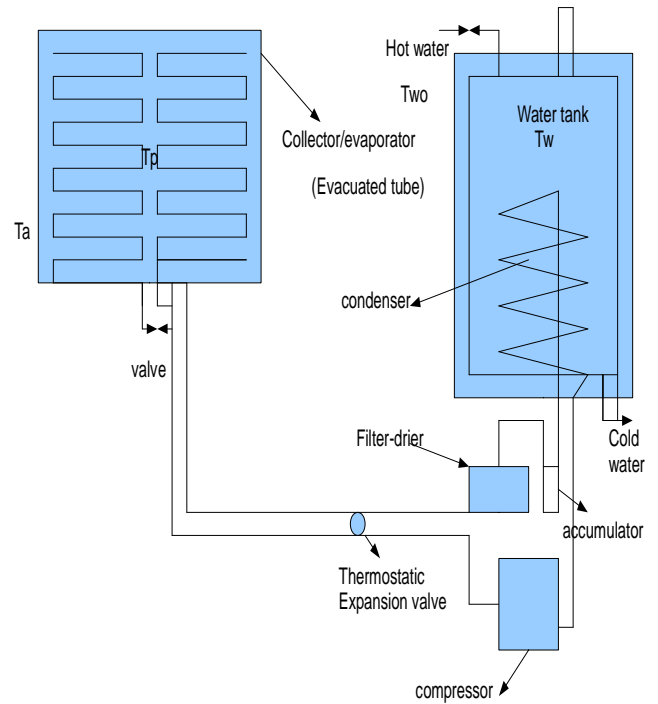 Hot water
Two
Water tank
Tw
Collector/evaporator
(Evacuated tube)
Tp
Ta
condenser
valve
Filter-drier
Cold
water
accumulator
Thermostatic
Expansion valve
compressor